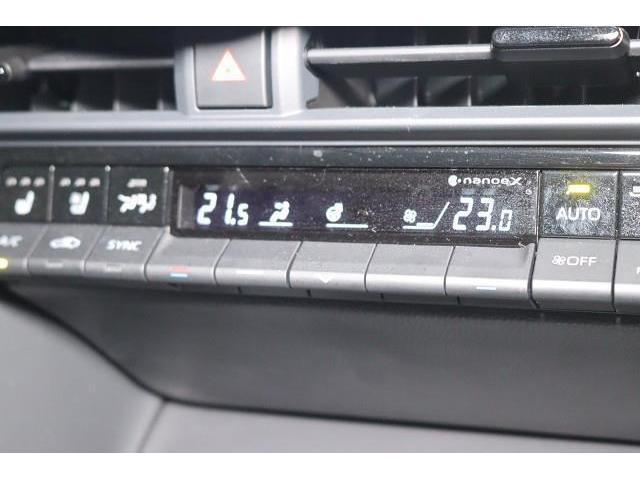 nanoeX
21.5 23.0
AUTO
A/C SYNC
OFF